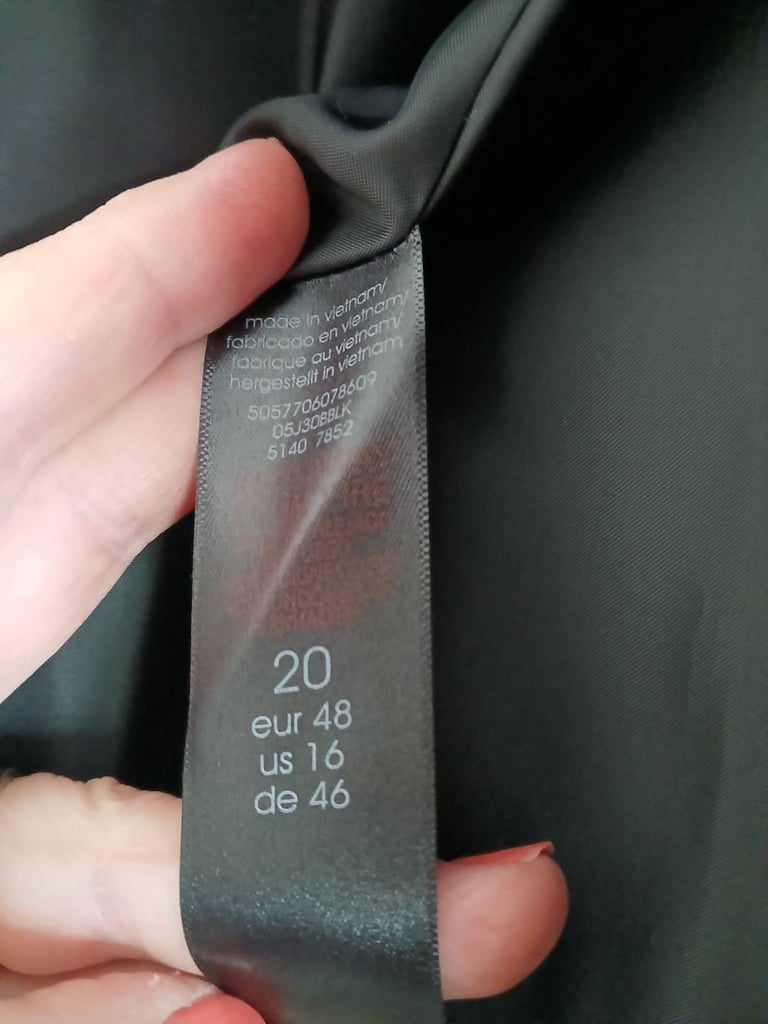 made in vietnam/
fabricado en vietnam/
fabrique au vietnam/
hergestellt in vietnam
5057706078609
05J30BBLK
5140 7852
20
eur 48
us 16
de 46